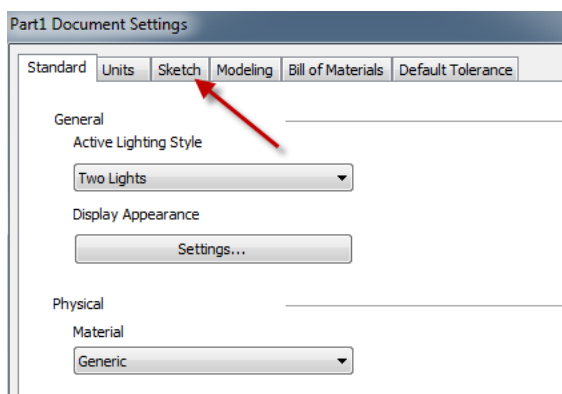 Part1 Document Settings
Standard Units Sketch Modeling Bill of Materials Default Tolerance
General
Active Lighting Style
Two Lights
Display Appearance
Settings...
Physical
Material
Generic